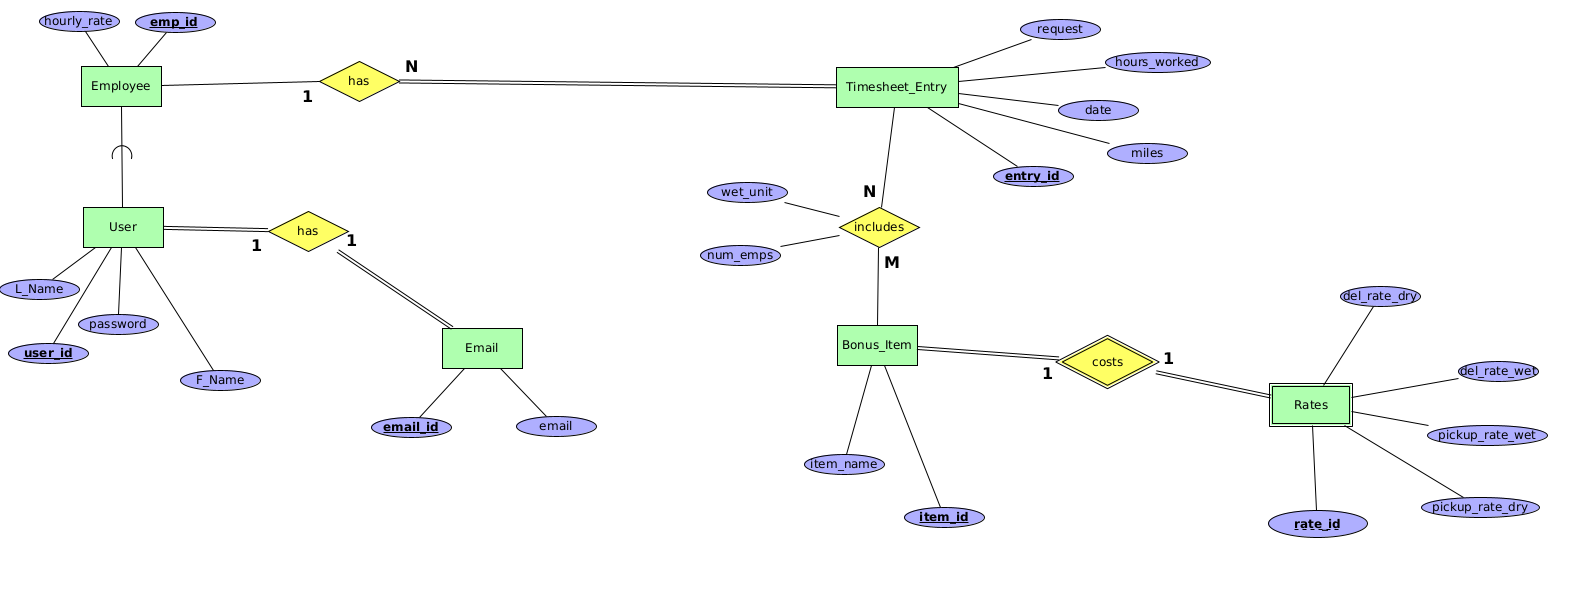 hourly_rate
emp_id
request
hours_worked
Employee
N
has
1
Timesheet_Entry
date
miles
entry_id
wet_unit
N
User
1
has
1
includes
num_emps
M
L_Name
password
user_id
F_Name
Email
email_id
email
Bonus_Item
1
costs
1
del_rate_dry
del_rate_wet
Rates
pickup_rate_wet
item_name
item_id
pickup_rate_dry
rate_id